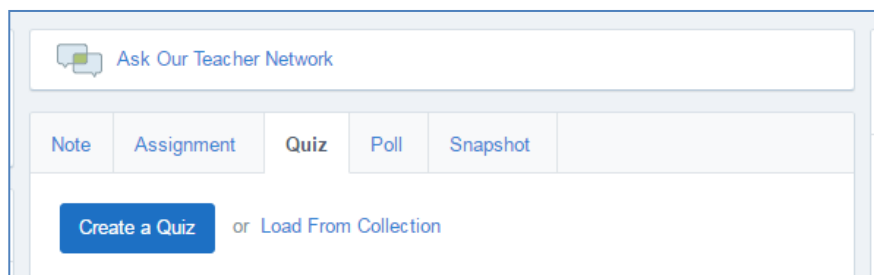 Ask Our Teacher Network
Note Assignment Quiz Poll Snapshot
Create a Quiz or Load From Collection